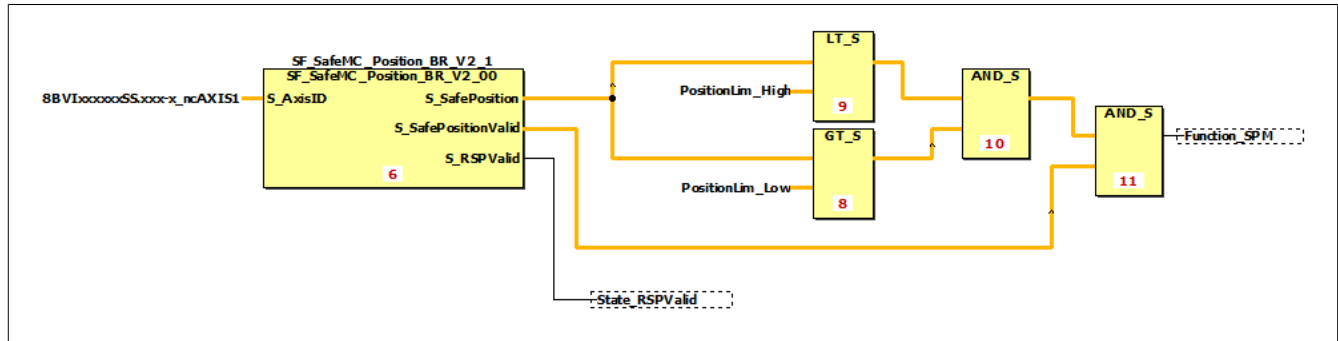 SF_SafeMC_Position_BR_V2_1
SF_SafeMC_Position_BR_V2_00
8BVIxxxxxxSS.xxx-x_ncAXIS1
S_AxisID
S_SafePosition
S_SafePositionValid
S_RSPValid
6
LT_S
PositionLim_High
9
GT_S
PositionLim_Low
8
AND_S
10
AND_S
11
Function_SPM
State_RSPValid